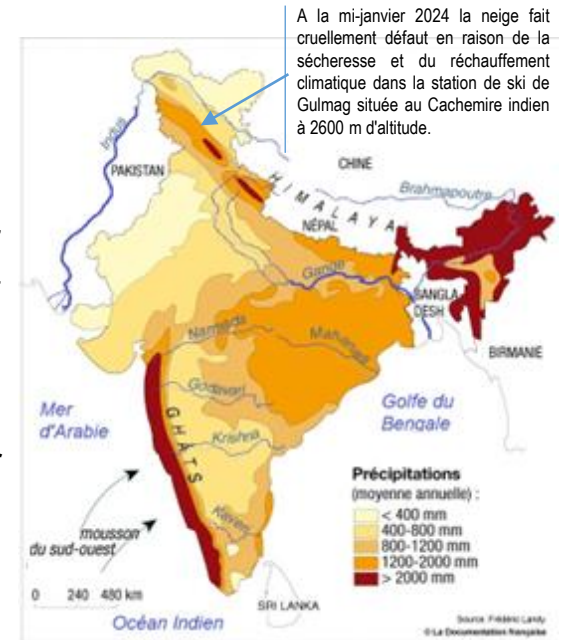 A la mi-janvier 2024 la neige fait
cruellement défaut en raison de la
sécheresse et du réchauffement
climatique dans la station de ski de
Gulmag située au Cachemire indien
à 2600 m d'altitude.
CHINE
Indus
PAKISTAN
HIMALAYA
Brahmapoutre
NÉPAL
Gange
BANGLA
DESH
BIRMANIE
Narmada
Mahanadi
Godavari
Mer
d'Arabie
GHÂTS
Golfe du
Bengale
Krishna
Kaveri
mousson
du sud-ouest
Précipitations
(moyenne annuelle) :
< 400 mm
400-800 mm
800-1200 mm
1200-2000 mm
> 2000 mm
0 240 480 km
SRI LANKA
Océan Indien
Source: Frédéric Landy
© La Documentation française